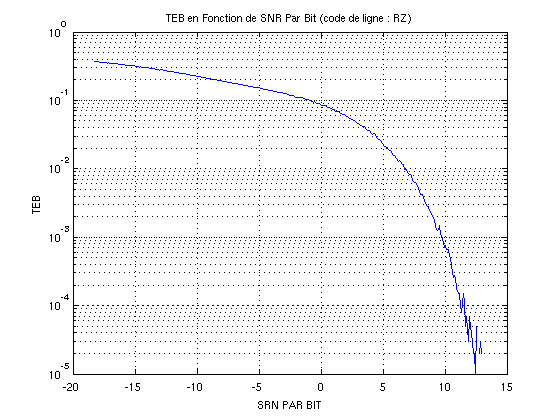 TEB en Fonction de SNR Par Bit (code de ligne : RZ)
10^0
10^-1
10^-2
10^-3
10^-4
10^-5
TEB
-20 -15 -10 -5 0 5 10 15
SRN PAR BIT